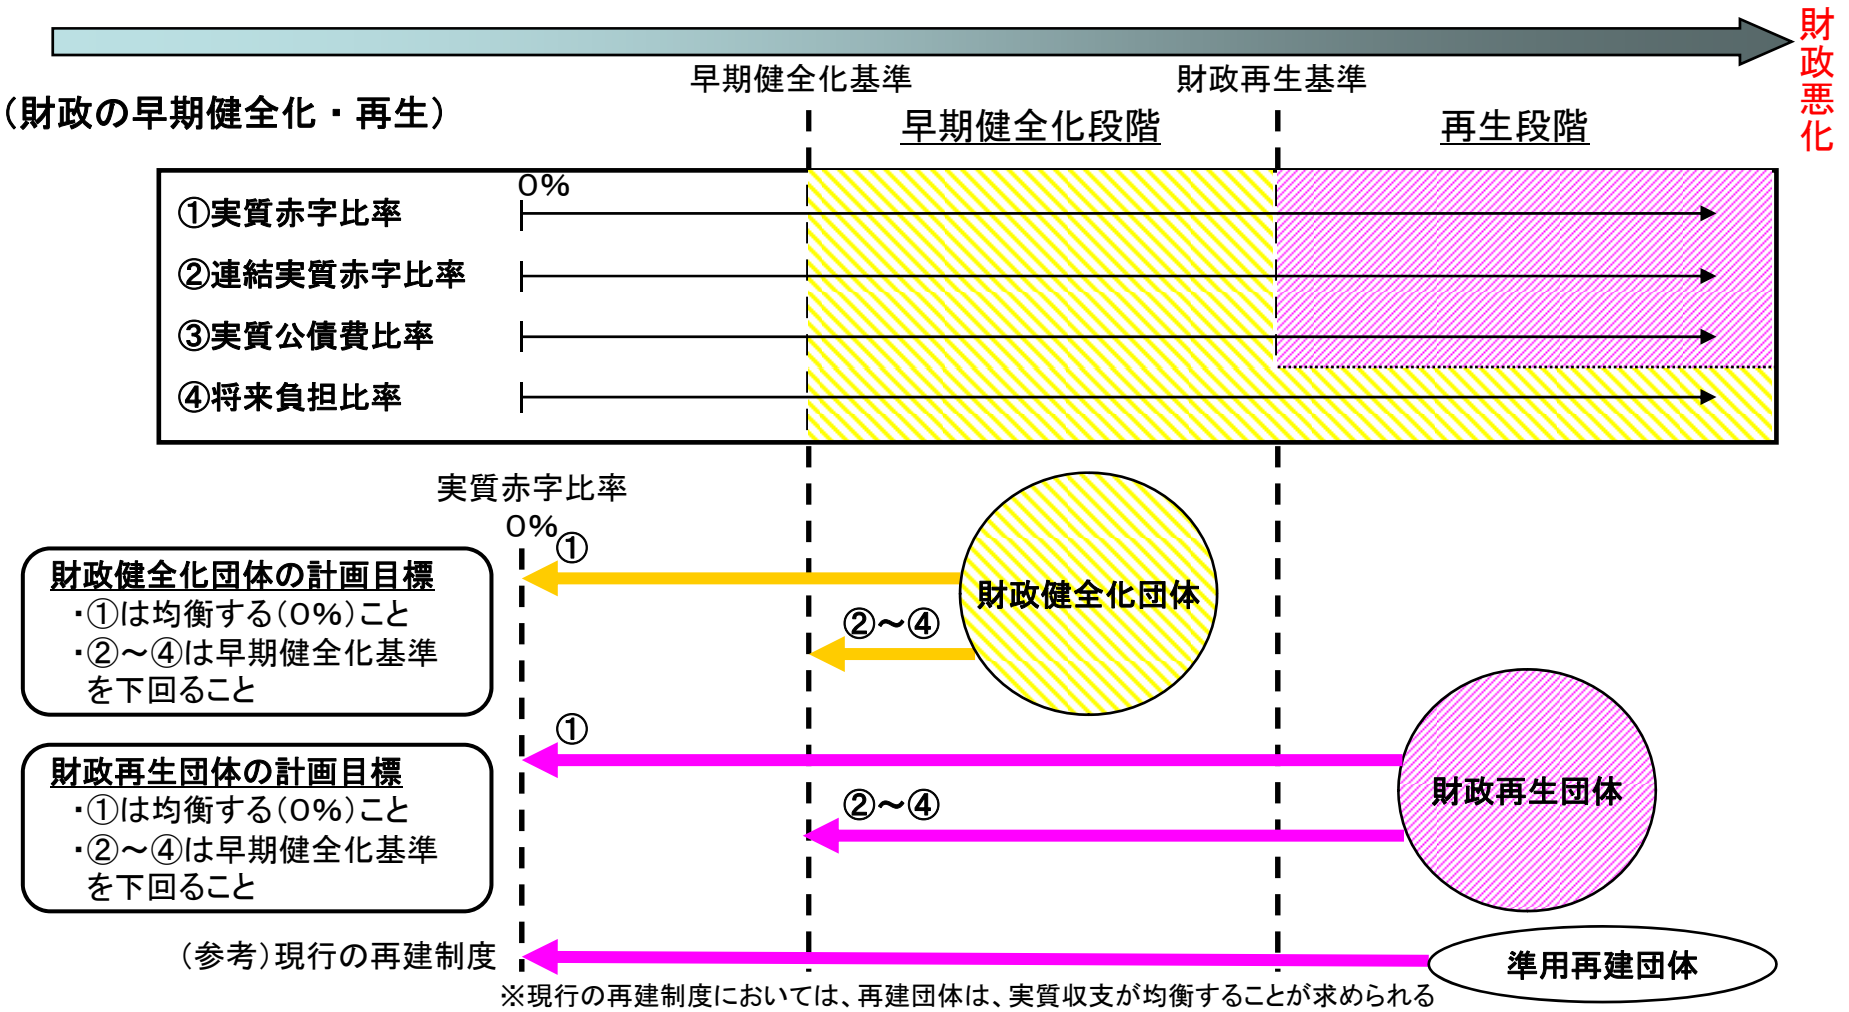 財政悪化
早期健全化基準
財政再生基準
（財政の早期健全化・再生）
早期健全化段階
再生段階
0%
①実質赤字比率
②連結実質赤字比率
③実質公債費比率
④将来負担比率
実質赤字比率
0%
①
財政健全化団体の計画目標
・①は均衡する（0%）こと
・②～④は早期健全化基準
を下回ること
財政健全化団体
②～④
①
財政再生団体の計画目標
・①は均衡する（0%）こと
・②～④は早期健全化基準
を下回ること
財政再生団体
②～④
（参考）現行の再建制度
準用再建団体
※現行の再建制度においては、再建団体は、実質収支が均衡することが求められる